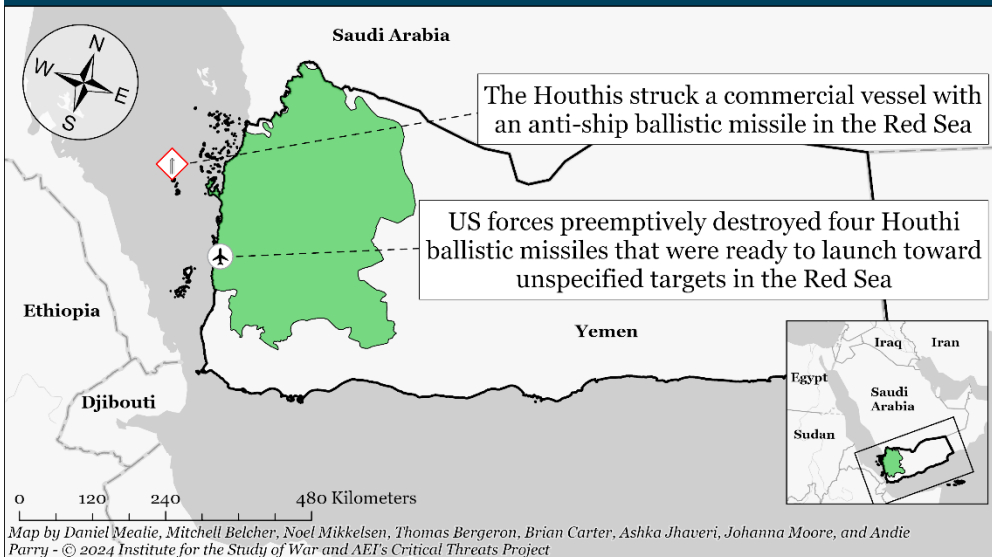 N
W
E
S
Saudi Arabia
The Houthis struck a commercial vessel with
an anti-ship ballistic missile in the Red Sea
US forces preemptively destroyed four Houthi
ballistic missiles that were ready to launch toward
unspecified targets in the Red Sea
Ethiopia
Yemen
Djibouti
Iraq
Iran
Egypt
Saudi
Arabia
Sudan
0 120 240 480 Kilometers
Map by Daniel Mealie, Mitchell Belcher, Noel Mikkelsen, Thomas Bergeron, Brian Carter, Ashka Jhaveri, Johanna Moore, and Andie
Parry - © 2024 Institute for the Study of War and AEI's Critical Threats Project